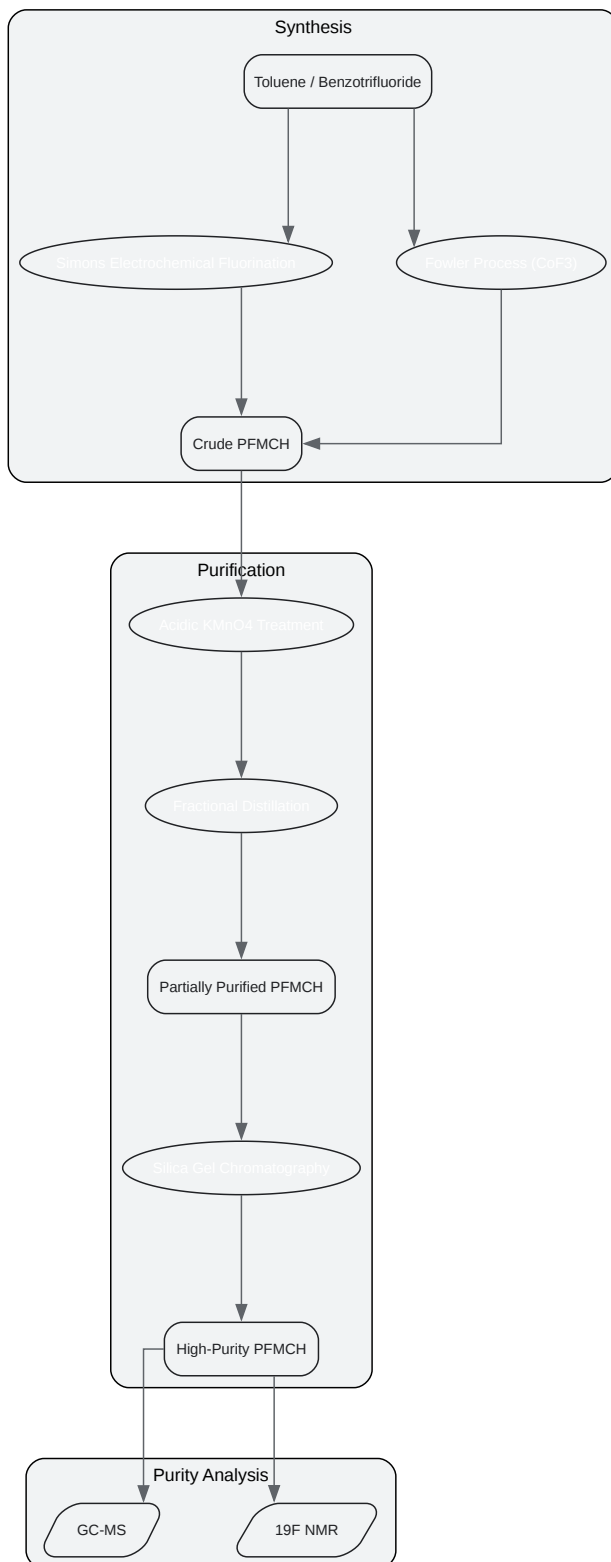 Synthesis
Toluene / Benzotrifluoride
Simons Electrochemical Fluorination
Fowler Process (CoF3)
Crude PFMCH
Purification
Acidic KMnO4 Treatment
Fractional Distillation
Partially Purified PFMCH
Silica Gel Chromatography
High-Purity PFMCH
Purity Analysis
GC-MS
19F NMR